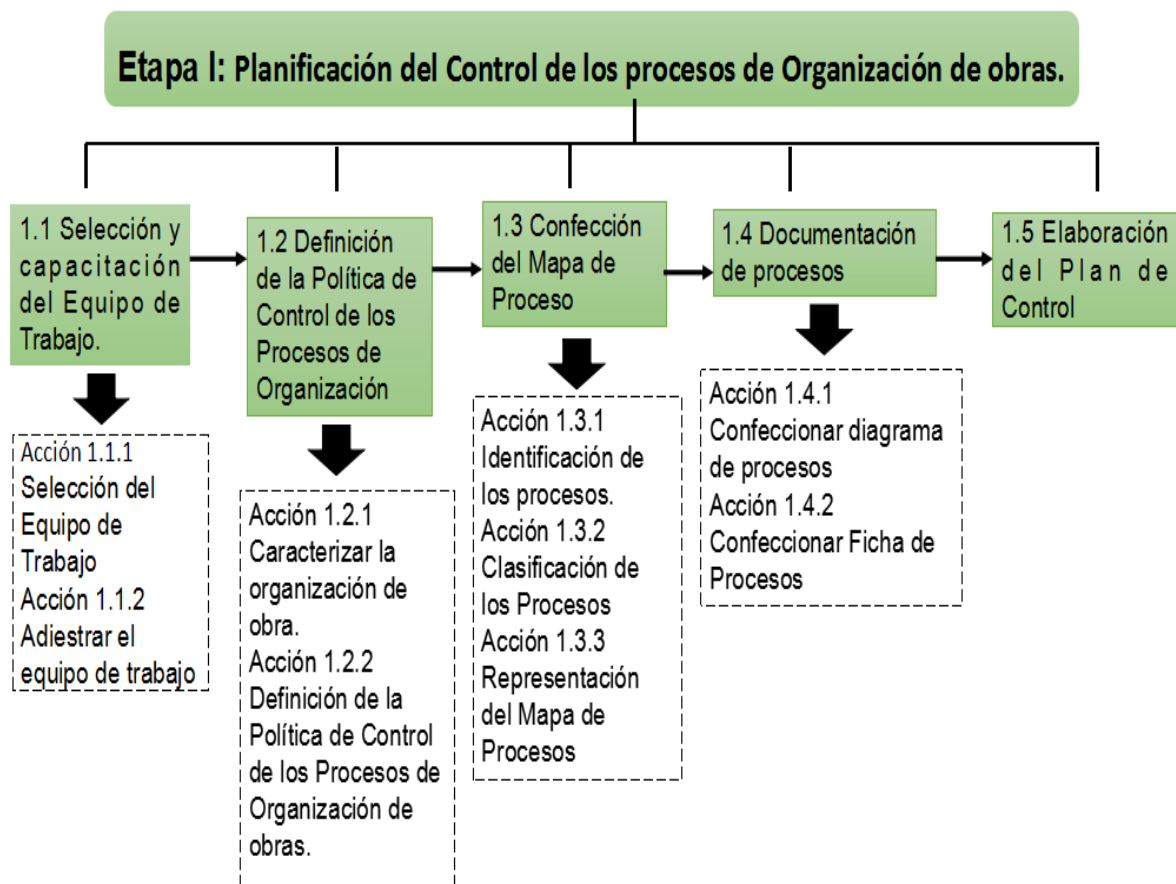 Etapa I: Planificación del Control de los procesos de Organización de obras.
1.1 Selección y
capacitación
del Equipo de
Trabajo.
1.2 Definición
de la Política de
Control de los
Procesos de
Organización
1.3 Confección
del Mapa de
Proceso
1.4 Documentación
de procesos
1.5 Elaboración
del Plan de
Control
Acción 1.1.1
Selección del
Equipo de
Trabajo
Acción 1.1.2
Adiestrar el
equipo de trabajo
Acción 1.2.1
Caracterizar la
organización de
obra.
Acción 1.2.2
Definición de la
Política de Control
de los Procesos de
Organización de
obras.
Acción 1.3.1
Identificación de
los procesos.
Acción 1.3.2
Clasificación de
los Procesos
Acción 1.3.3
Representación
del Mapa de
Procesos
Acción 1.4.1
Confeccionar diagrama
de procesos
Acción 1.4.2
Confeccionar Ficha de
Procesos